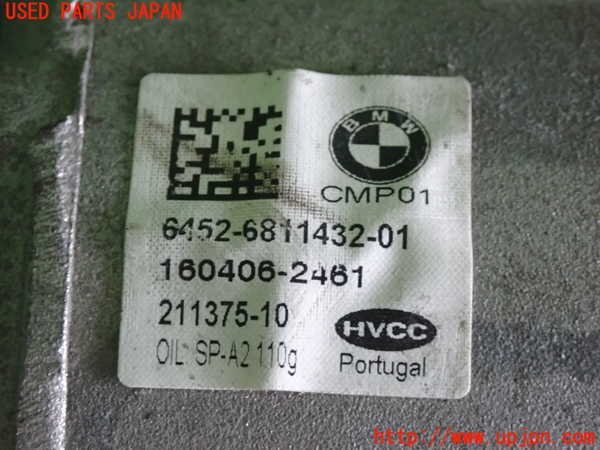 USED PARTS JAPAN
BMW
CMP01
6452-6811432-01
160406-2461
211375-10
HVCC
OIL: SP-A2 110g
Portugal
http://www.upjpn.com